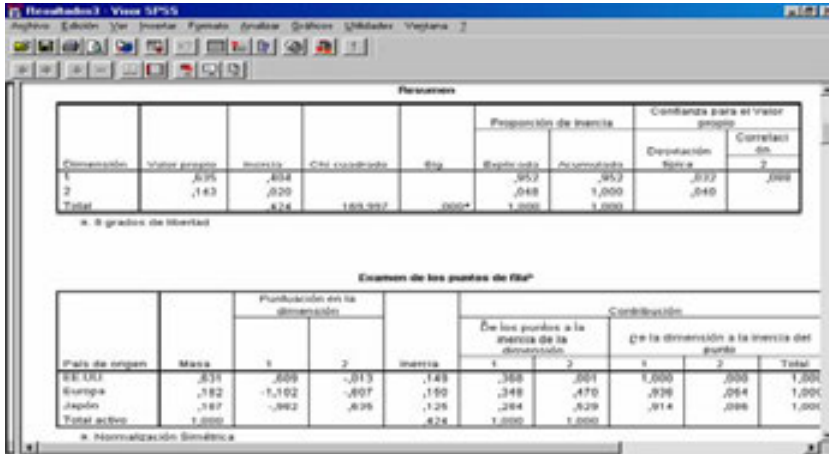 Resultados3 - Visor SPSS
Archivo Edición Ver Insertar Formato Analizar Gráficos Utilidades Ventana ?
Resumen
Proporción de inercia Confianza para el Valor propio
Dimensión Valor propio Inercia Chi cuadrado Sig. Explicada Acumulada Desviación típica Correlación 2
1 ,635 ,404 ,952 ,952 ,032
2 ,143 ,020 ,048 1,000 ,040
Total ,424 169,997 ,000ª 1,000 1,000
a. 8 grados de libertad
Examen de los puntos de fila
Puntuación en la dimensión Contribución
De los puntos a la inercia de la dimensión De la dimensión a la inercia del punto
País de origen Masa 1 2 Inercia 1 2 1 2 Total
EE.UU. ,631 ,609 -,013 ,149 ,368 ,001 1,000 ,000 1,000
Europa ,182 -1,102 -,607 ,150 ,348 ,470 ,936 ,064 1,000
Japón ,187 -,982 ,635 ,125 ,284 ,529 ,914 ,086 1,000
Total activo 1,000 ,424 1,000 1,000
a. Normalización Simétrica